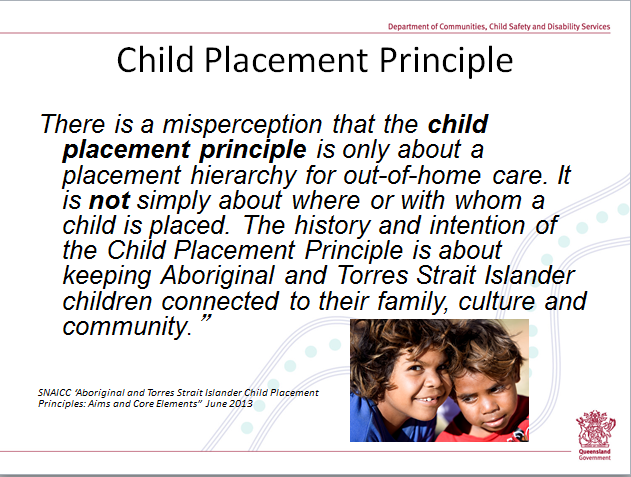 Department of Communities, Child Safety and Disability Services
Child Placement Principle
There is a misperception that the child
placement principle is only about a
placement hierarchy for out-of-home care. It
is not simply about where or with whom a
child is placed. The history and intention of
the Child Placement Principle is about
keeping Aboriginal and Torres Strait Islander
children connected to their family, culture and
community.”
SNAICC ‘Aboriginal and Torres Strait Islander Child Placement
Principles: Aims and Core Elements” June 2013
Queensland
Government